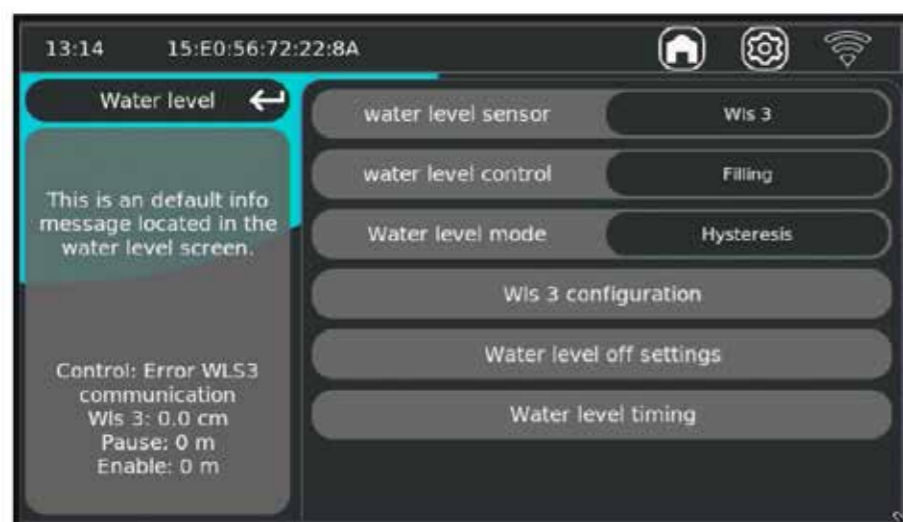 13:14 15:E0:56:72:22:8A
Water level
This is an default info
message located in the
water level screen.
Control: Error WLS3
communication
Wls 3: 0.0 cm
Pause: 0 m
Enable: 0 m
water level sensor Wls 3
water level control Filling
Water level mode Hysteresis
Wls 3 configuration
Water level off settings
Water level timing